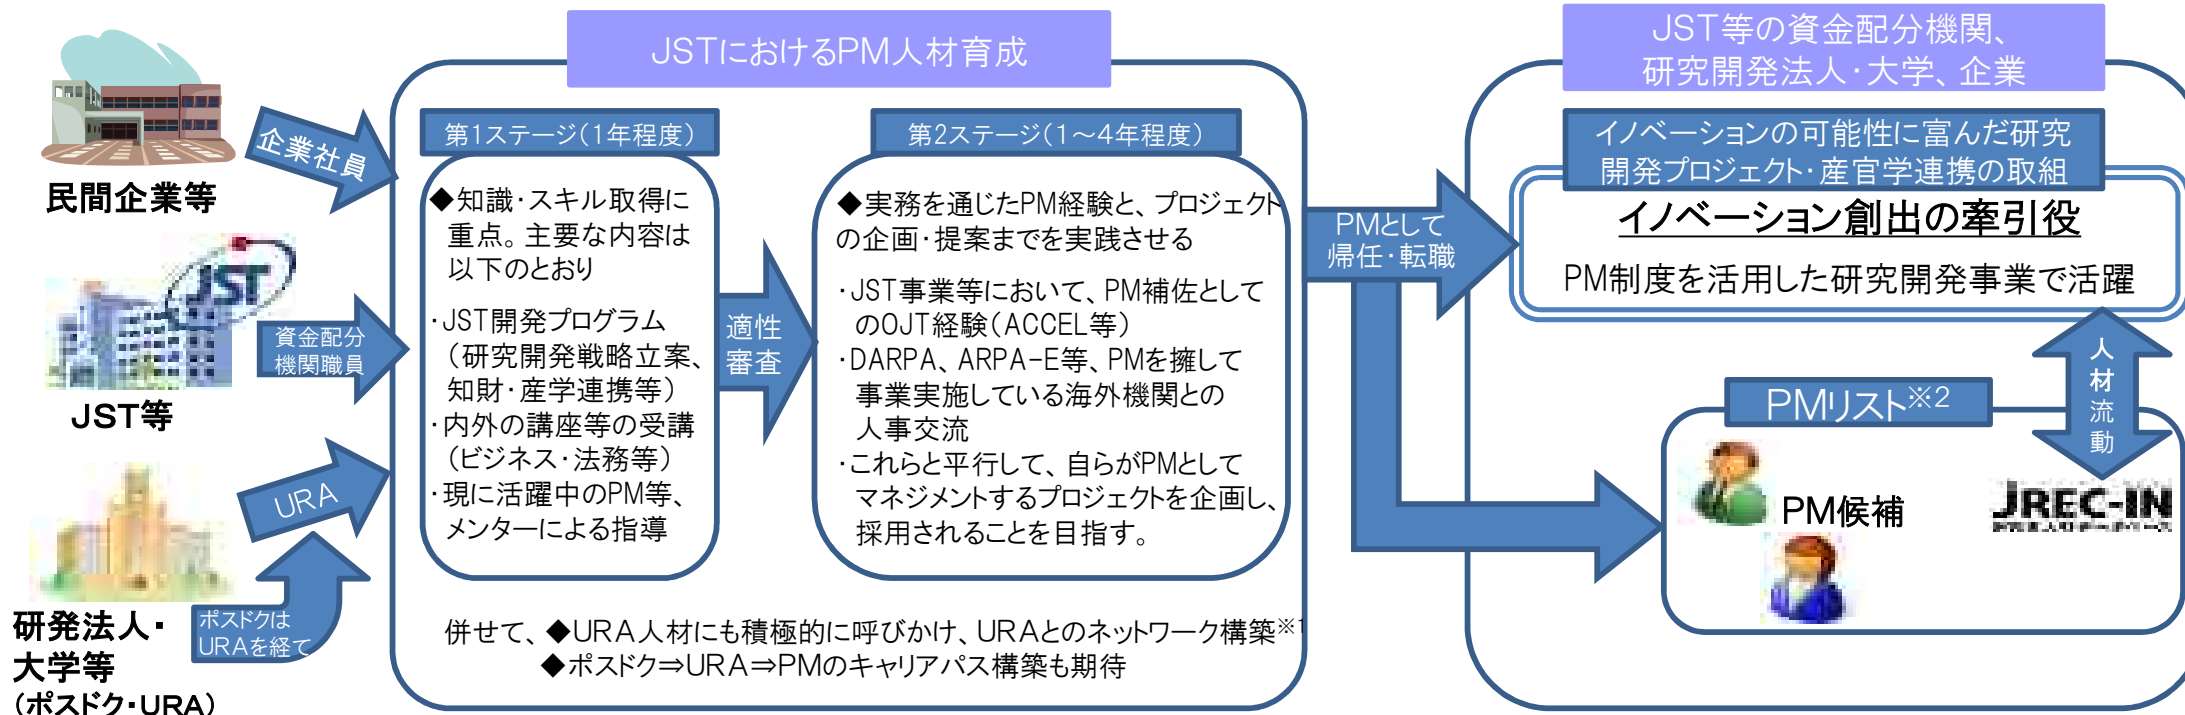 民間企業等
JST
JST等
研発法人・
大学等
(ポスドク・URA)
企業社員
資金配分
機関職員
URA
ポスドクは
URAを経て
JSTにおけるPM人材育成
第1ステージ(1年程度)
◆知識・スキル取得に
重点。主要な内容は
以下のとおり
・JST開発プログラム
(研究開発戦略立案、
知財・産学連携等)
・内外の講座等の受講
(ビジネス・法務等)
・現に活躍中のPM等、
メンターによる指導
適性
審査
第2ステージ(1～4年程度)
◆実務を通じたPM経験と、プロジェクト
の企画・提案までを実践させる
・JST事業等において、PM補佐として
のOJT経験(ACCEL等)
・DARPA、ARPA-E等、PMを擁して
事業実施している海外機関との
人事交流
・これらと平行して、自らがPMとして
マネジメントするプロジェクトを企画し、
採用されることを目指す。
併せて、◆URA人材にも積極的に呼びかけ、URAとのネットワーク構築※1
◆ポスドク⇒URA⇒PMのキャリアパス構築も期待
PMとして
帰任・転職
JST等の資金配分機関、
研究開発法人・大学、企業
イノベーションの可能性に富んだ研究
開発プロジェクト・産官学連携の取組
イノベーション創出の牽引役
PM制度を活用した研究開発事業で活躍
人材流動
PMリスト※2
PM候補
JREC-IN